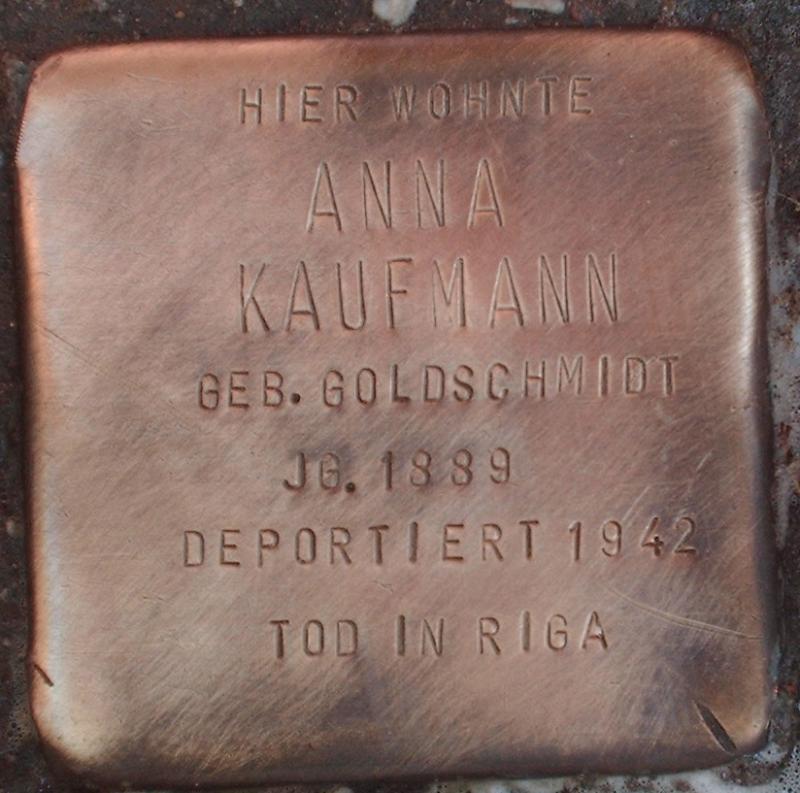 HIER WOHNTE
ANNA
KAUFMANN
GEB. GOLDSCHMIDT
JG. 1889
DEPORTIERT 1942
TOD IN RIGA